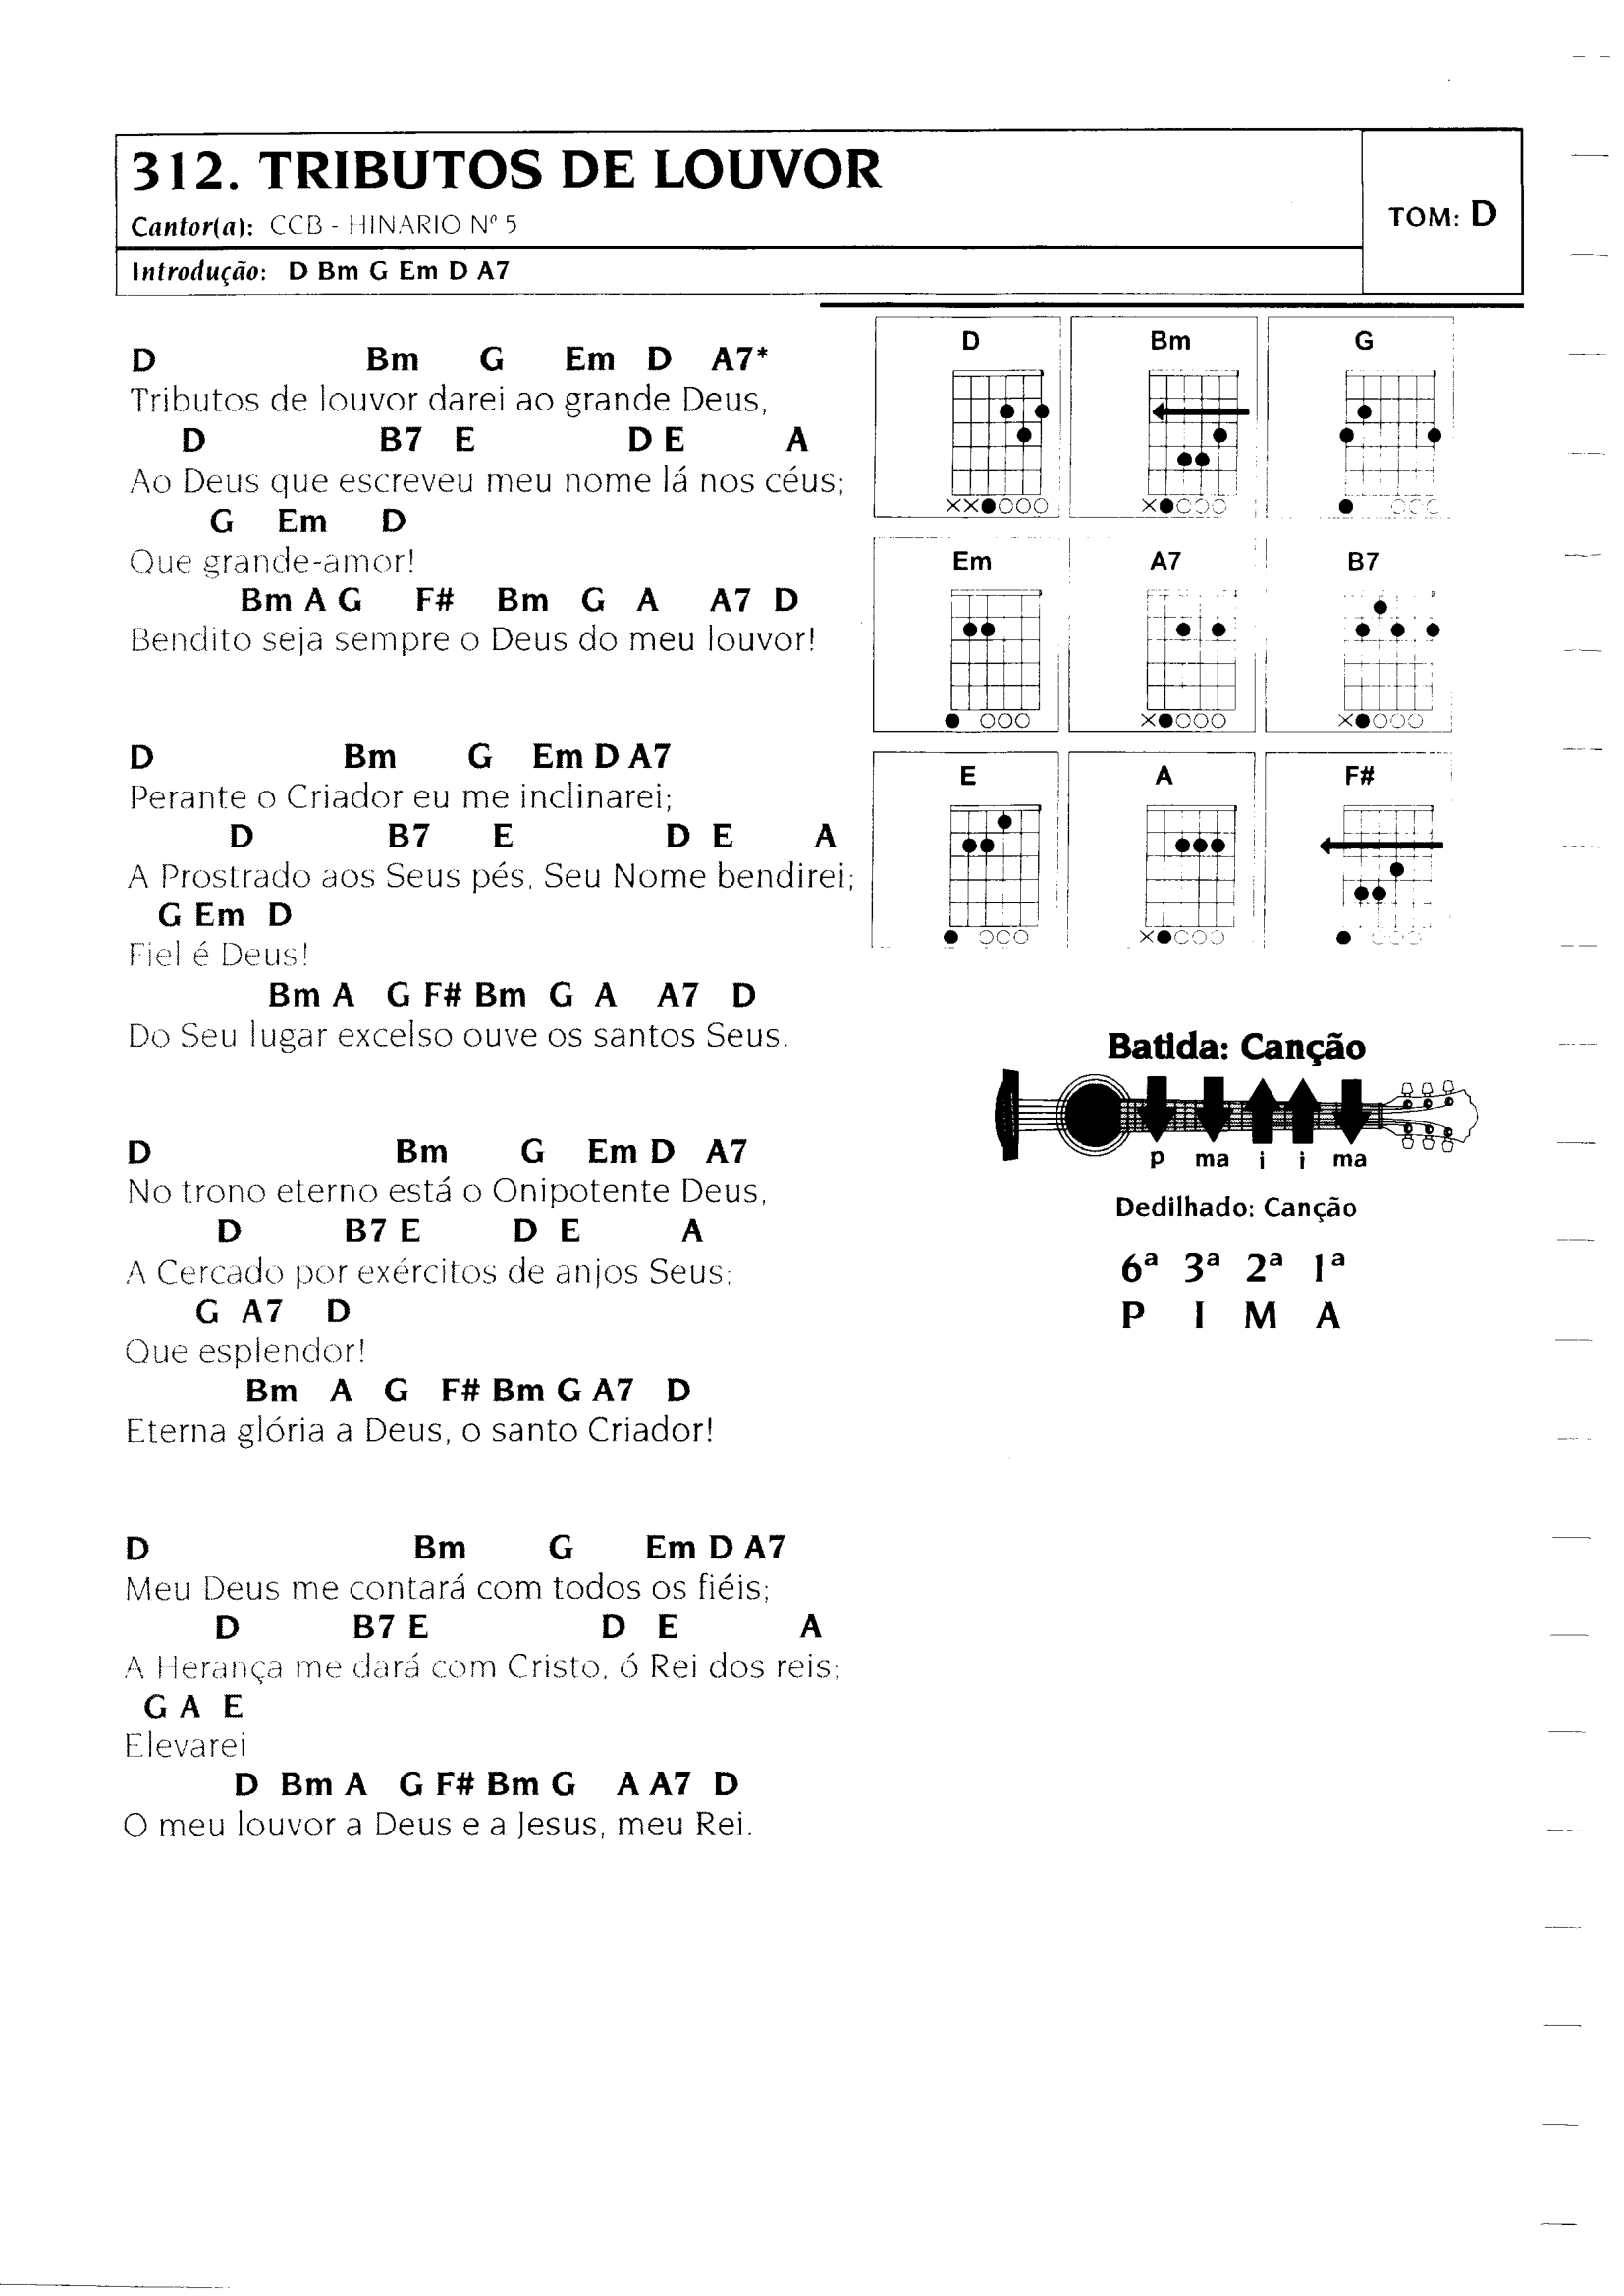 312. TRIBUTOS DE LOUVOR
Cantor(a): CCB - HINARIO Nº 5
TOM: D
Introdução: D Bm G Em D A7
D Bm G Em D A7*
Tributos de louvor darei ao grande Deus,
D B7 E D E A
Ao Deus que escreveu meu nome lá nos céus;
G Em D
Que grande-amor!
Bm A G F# Bm G A A7 D
Bendito seja sempre o Deus do meu louvor!
D Bm G Em D A7
Perante o Criador eu me inclinarei;
D B7 E D E A
A Prostrado aos Seus pés, Seu Nome bendirei;
G Em D
Fiel é Deus!
Bm A G F# Bm G A A7 D
Do Seu lugar excelso ouve os santos Seus.
D Bm G Em D A7
No trono eterno está o Onipotente Deus,
D B7 E D E A
A Cercado por exércitos de anjos Seus;
G A7 D
Que esplendor!
Bm A G F# Bm G A7 D
Eterna glória a Deus, o santo Criador!
D Bm G Em D A7
Meu Deus me contará com todos os fiéis;
D B7 E D E A
A Herança me dará com Cristo, ó Rei dos reis;
G A E
Elevarei
D Bm A G F# Bm G A A7 D
O meu louvor a Deus e a Jesus, meu Rei.
D Bm G
Em A7 B7
E A F#
Batida: Canção
p ma i i ma
Dedilhado: Canção
6ª 3ª 2ª 1ª
P I M A